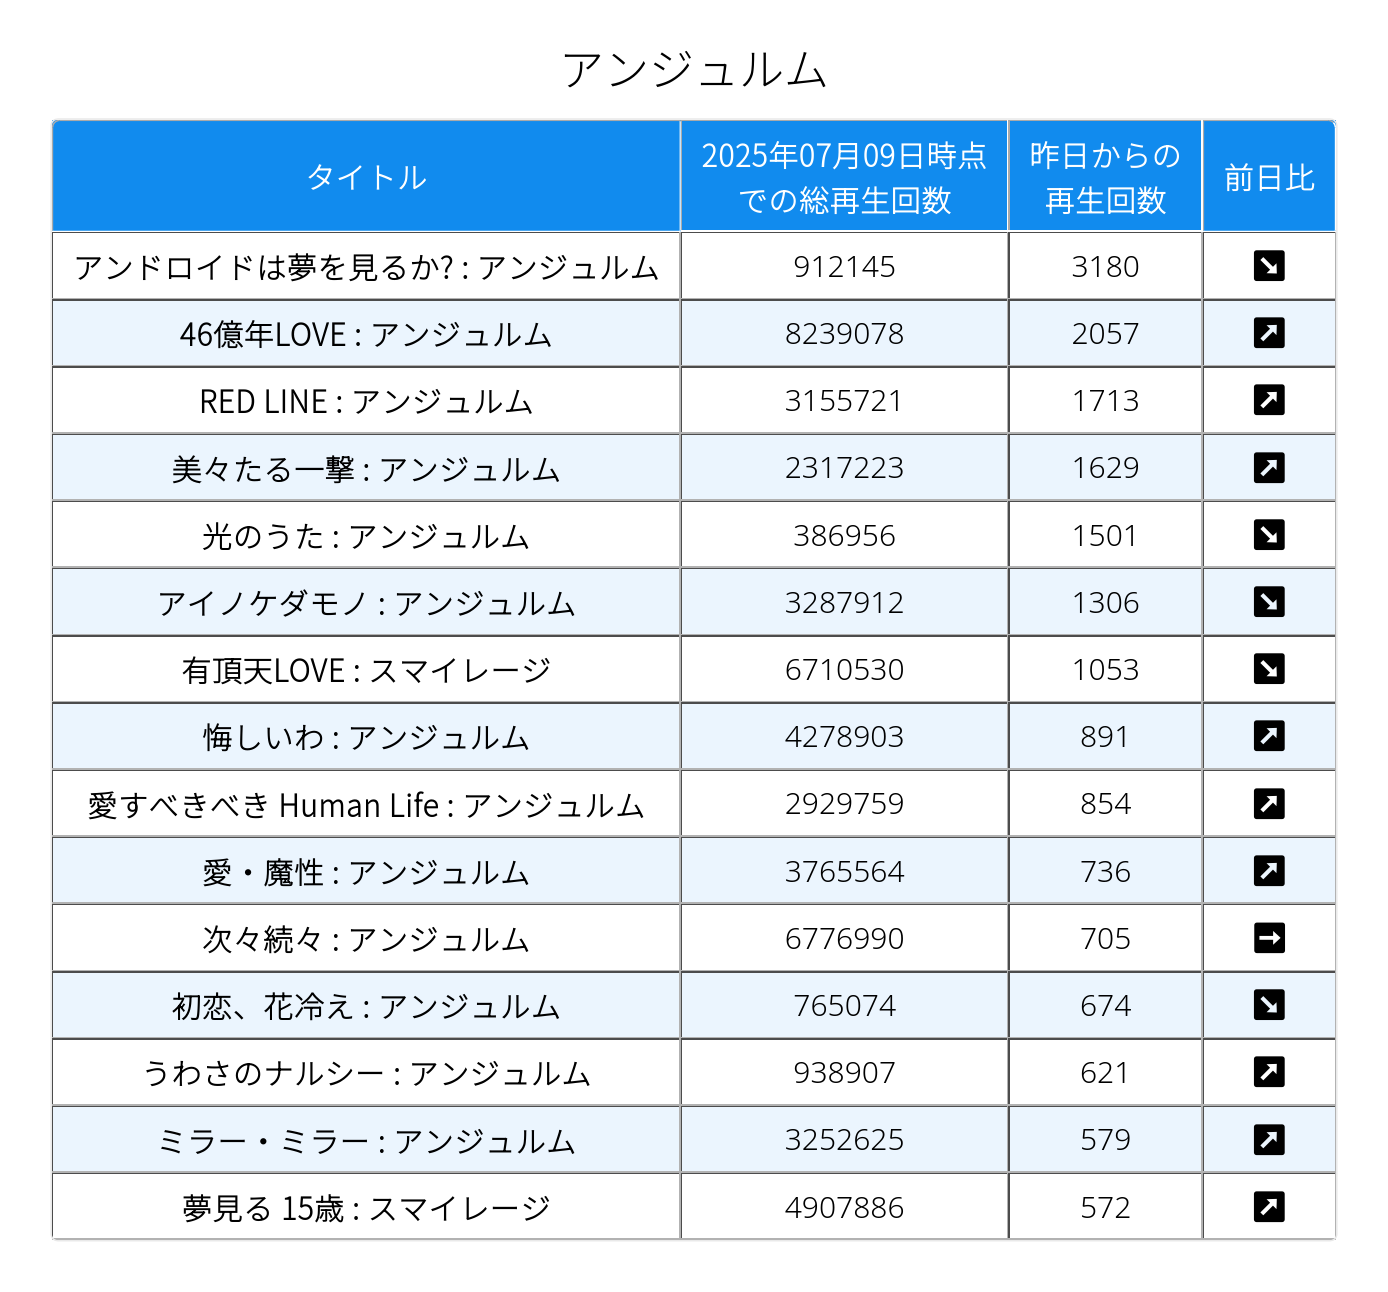 アンジュルム
タイトル 2025年07月09日時点での総再生回数 昨日からの再生回数 前日比
アンドロイドは夢を見るか? : アンジュルム 912145 3180 ↘
46億年LOVE : アンジュルム 8239078 2057 ↗
RED LINE : アンジュルム 3155721 1713 ↗
美々たる一撃 : アンジュルム 2317223 1629 ↗
光のうた : アンジュルム 386956 1501 ↘
アイノケダモノ : アンジュルム 3287912 1306 ↘
有頂天LOVE : スマイレージ 6710530 1053 ↘
悔しいわ : アンジュルム 4278903 891 ↗
愛すべきべき Human Life : アンジュルム 2929759 854 ↗
愛・魔性 : アンジュルム 3765564 736 ↗
次々続々 : アンジュルム 6776990 705 →
初恋、花冷え : アンジュルム 765074 674 ↘
うわさのナルシー : アンジュルム 938907 621 ↗
ミラー・ミラー : アンジュルム 3252625 579 ↗
夢見る 15歳 : スマイレージ 4907886 572 ↗